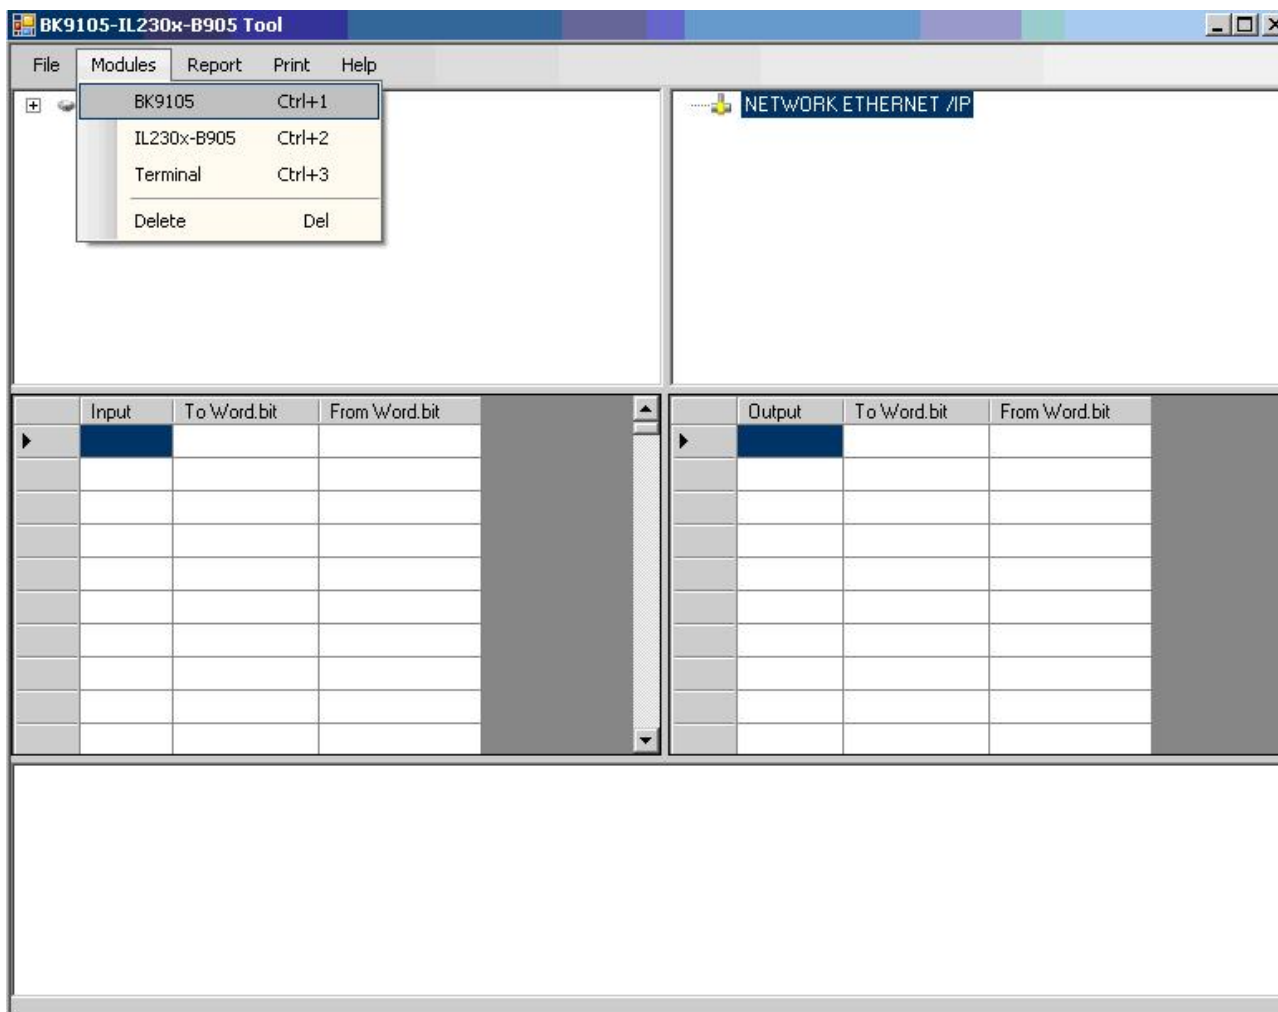 BK9105-IL230x-B905 Tool
File Modules Report Print Help
BK9105 Ctrl+1
IL230x-B905 Ctrl+2
Terminal Ctrl+3
Delete Del
NETWORK ETHERNET /IP
Input To Word.bit From Word.bit
Output To Word.bit From Word.bit